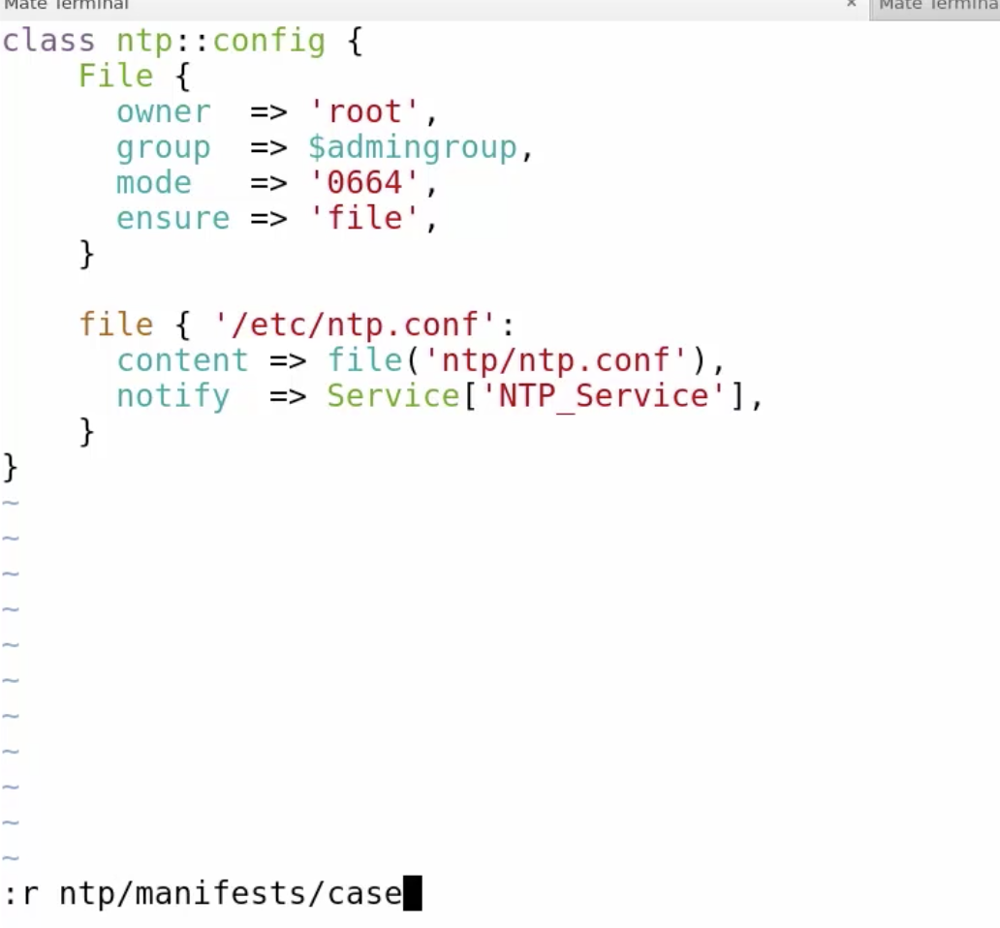 Mate Terminal × Mate Termina
class ntp::config {
    File {
      owner  => 'root',
      group  => $admingroup,
      mode   => '0664',
      ensure => 'file',
    }

    file { '/etc/ntp.conf':
      content => file('ntp/ntp.conf'),
      notify  => Service['NTP_Service'],
    }
}
~
~
~
~
~
~
~
~
~
~
~
:r ntp/manifests/case